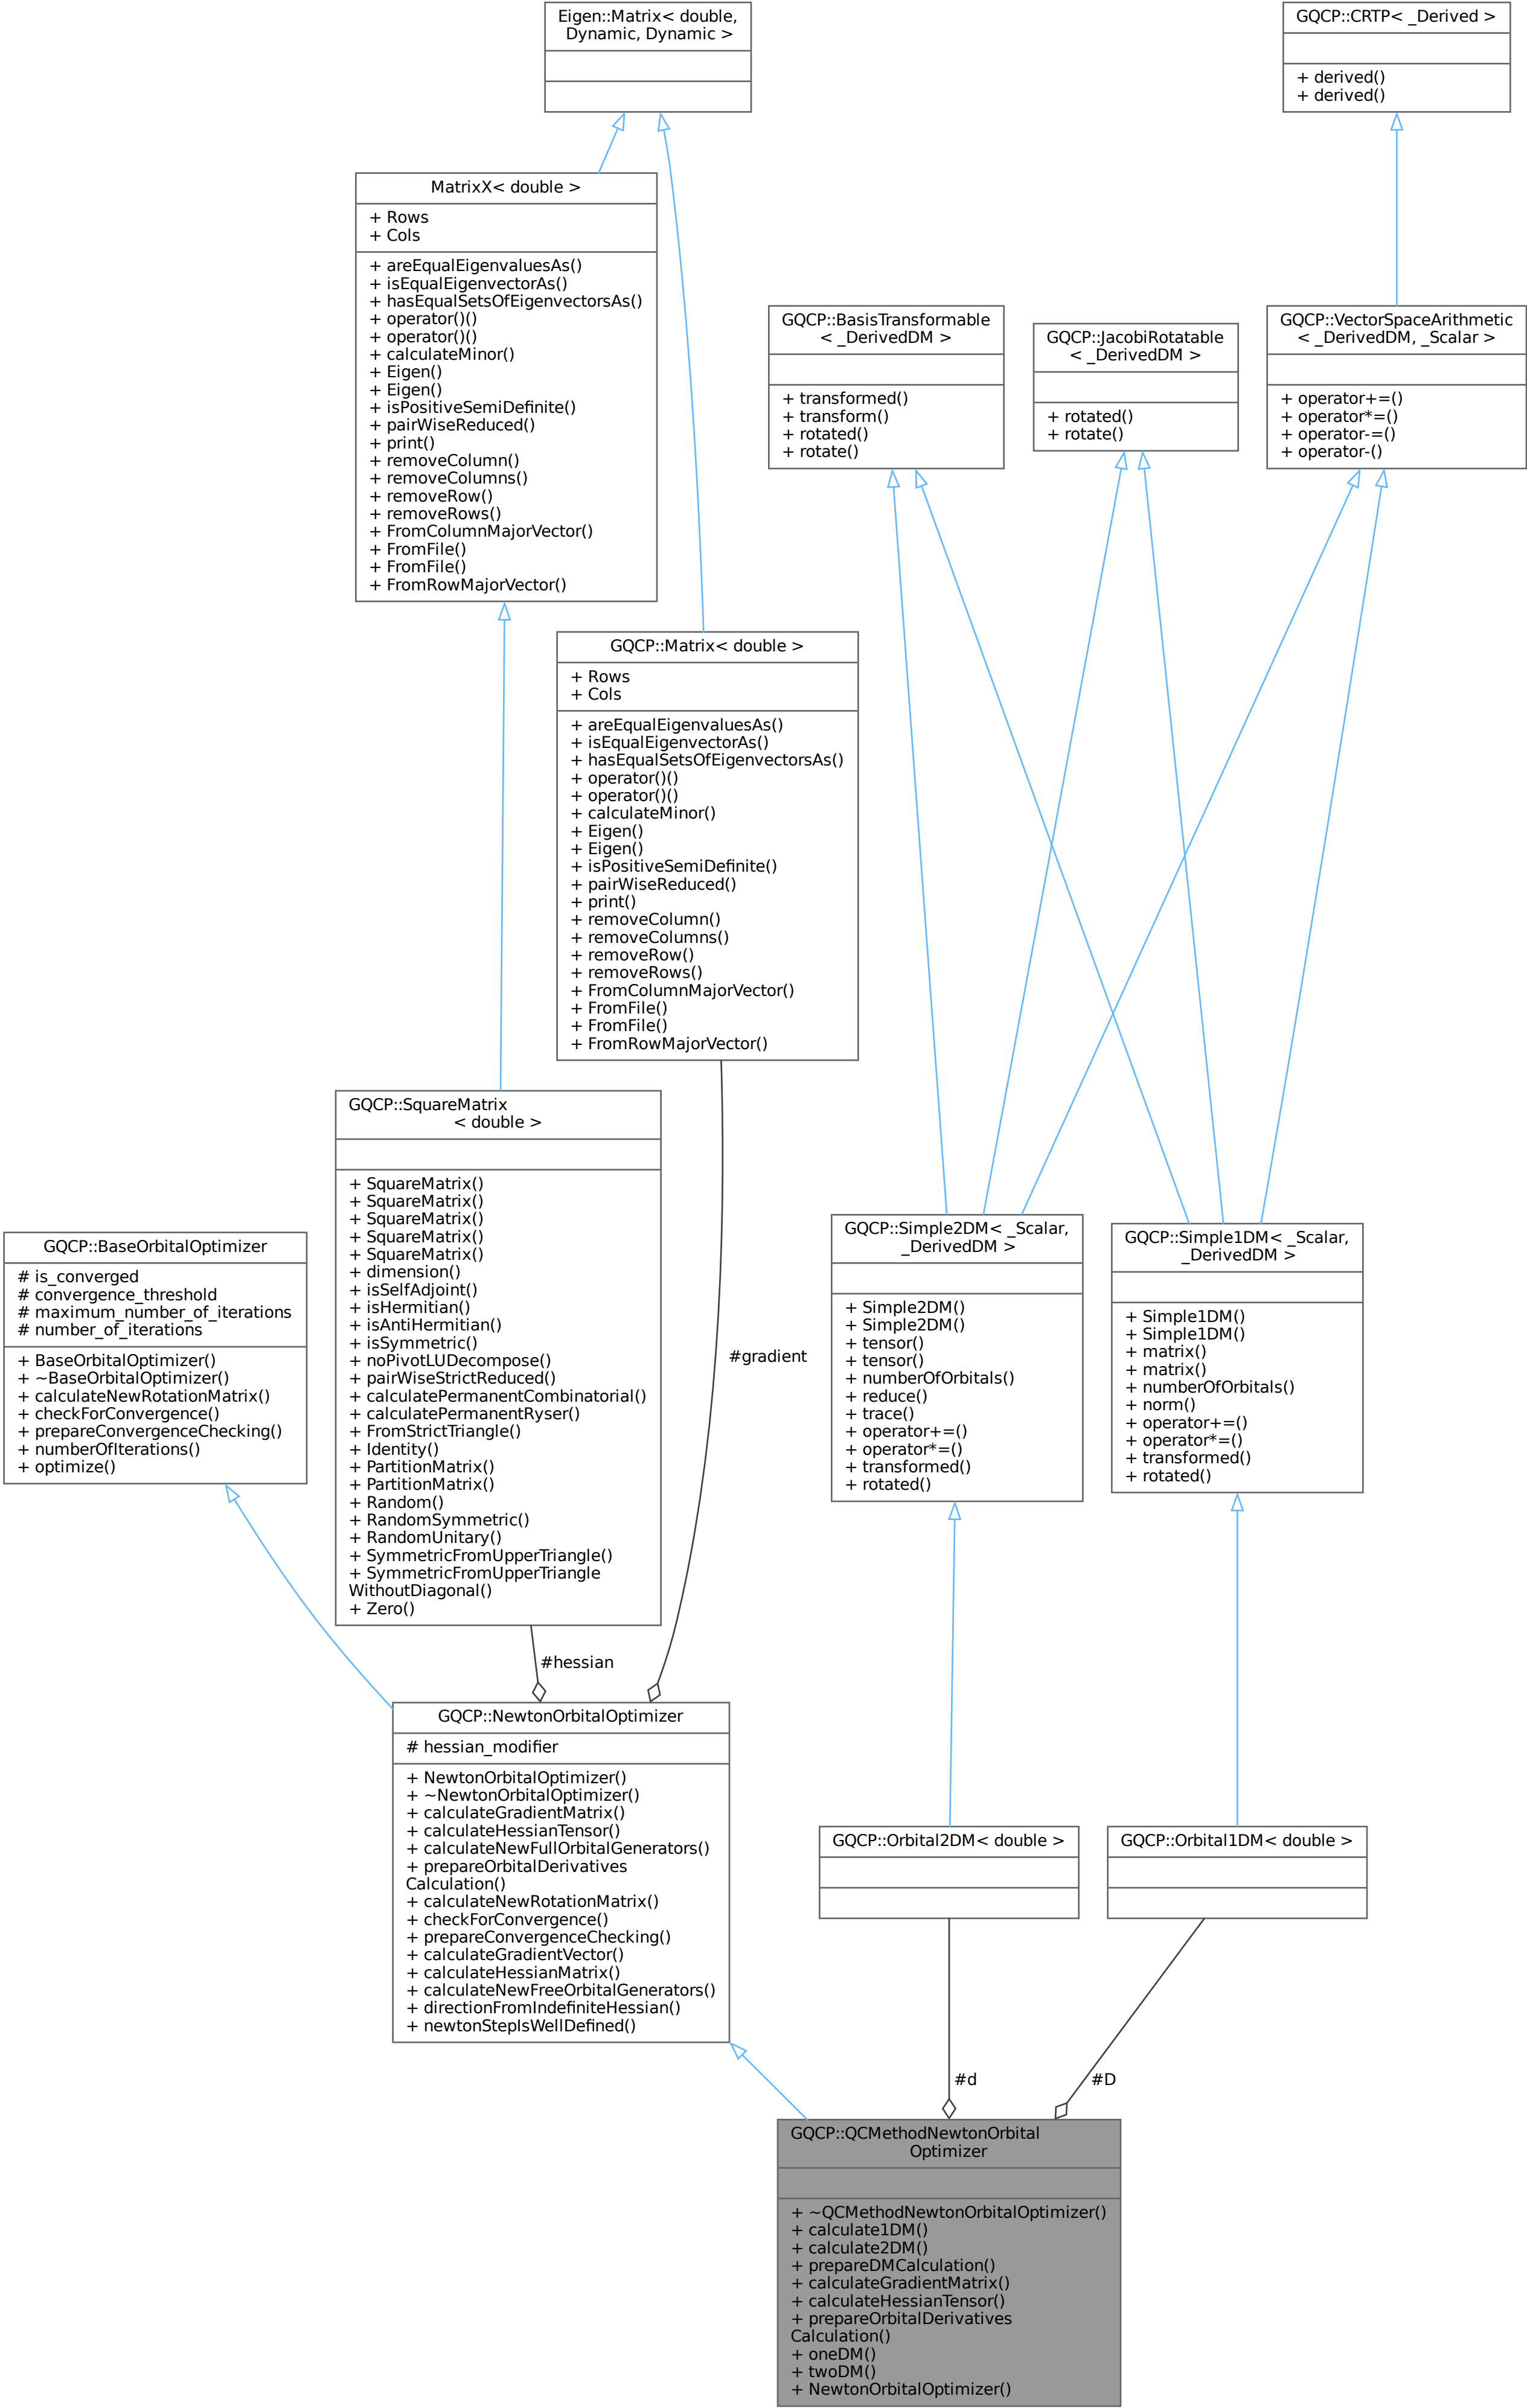 Eigen::Matrix< double,
Dynamic, Dynamic >
GQCP::CRTP< _Derived >
+ derived()
+ derived()
MatrixX< double >
+ Rows
+ Cols
+ areEqualEigenvaluesAs()
+ isEqualEigenvectorAs()
+ hasEqualSetsOfEigenvectorsAs()
+ operator()()
+ operator()()
+ calculateMinor()
+ Eigen()
+ Eigen()
+ isPositiveSemiDefinite()
+ pairWiseReduced()
+ print()
+ removeColumn()
+ removeColumns()
+ removeRow()
+ removeRows()
+ FromColumnMajorVector()
+ FromFile()
+ FromFile()
+ FromRowMajorVector()
GQCP::BasisTransformable
< _DerivedDM >
+ transformed()
+ transform()
+ rotated()
+ rotate()
GQCP::JacobiRotatable
< _DerivedDM >
+ rotated()
+ rotate()
GQCP::VectorSpaceArithmetic
< _DerivedDM, _Scalar >
+ operator+=()
+ operator*=()
+ operator-=()
+ operator-()
GQCP::Matrix< double >
+ Rows
+ Cols
+ areEqualEigenvaluesAs()
+ isEqualEigenvectorAs()
+ hasEqualSetsOfEigenvectorsAs()
+ operator()()
+ operator()()
+ calculateMinor()
+ Eigen()
+ Eigen()
+ isPositiveSemiDefinite()
+ pairWiseReduced()
+ print()
+ removeColumn()
+ removeColumns()
+ removeRow()
+ removeRows()
+ FromColumnMajorVector()
+ FromFile()
+ FromFile()
+ FromRowMajorVector()
GQCP::SquareMatrix
< double >
+ SquareMatrix()
+ SquareMatrix()
+ SquareMatrix()
+ SquareMatrix()
+ SquareMatrix()
+ dimension()
+ isSelfAdjoint()
+ isHermitian()
+ isAntiHermitian()
+ isSymmetric()
+ noPivotLUDecompose()
+ pairWiseStrictReduced()
+ calculatePermanentCombinatorial()
+ calculatePermanentRyser()
+ FromStrictTriangle()
+ Identity()
+ PartitionMatrix()
+ PartitionMatrix()
+ Random()
+ RandomSymmetric()
+ RandomUnitary()
+ SymmetricFromUpperTriangle()
+ SymmetricFromUpperTriangle
WithoutDiagonal()
+ Zero()
GQCP::BaseOrbitalOptimizer
# is_converged
# convergence_threshold
# maximum_number_of_iterations
# number_of_iterations
+ BaseOrbitalOptimizer()
+ ~BaseOrbitalOptimizer()
+ calculateNewRotationMatrix()
+ checkForConvergence()
+ prepareConvergenceChecking()
+ numberOfIterations()
+ optimize()
GQCP::Simple2DM< _Scalar,
_DerivedDM >
+ Simple2DM()
+ Simple2DM()
+ tensor()
+ tensor()
+ numberOfOrbitals()
+ reduce()
+ trace()
+ operator+=()
+ operator*=()
+ transformed()
+ rotated()
GQCP::Simple1DM< _Scalar,
_DerivedDM >
+ Simple1DM()
+ Simple1DM()
+ matrix()
+ matrix()
+ numberOfOrbitals()
+ norm()
+ operator+=()
+ operator*=()
+ transformed()
+ rotated()
#gradient
#hessian
GQCP::NewtonOrbitalOptimizer
# hessian_modifier
+ NewtonOrbitalOptimizer()
+ ~NewtonOrbitalOptimizer()
+ calculateGradientMatrix()
+ calculateHessianTensor()
+ calculateNewFullOrbitalGenerators()
+ prepareOrbitalDerivatives
Calculation()
+ calculateNewRotationMatrix()
+ checkForConvergence()
+ prepareConvergenceChecking()
+ calculateGradientVector()
+ calculateHessianMatrix()
+ calculateNewFreeOrbitalGenerators()
+ directionFromIndefiniteHessian()
+ newtonStepIsWellDefined()
GQCP::Orbital2DM< double >
GQCP::Orbital1DM< double >
#d
#D
GQCP::QCMethodNewtonOrbital
Optimizer
+ ~QCMethodNewtonOrbitalOptimizer()
+ calculate1DM()
+ calculate2DM()
+ prepareDMCalculation()
+ calculateGradientMatrix()
+ calculateHessianTensor()
+ prepareOrbitalDerivatives
Calculation()
+ oneDM()
+ twoDM()
+ NewtonOrbitalOptimizer()